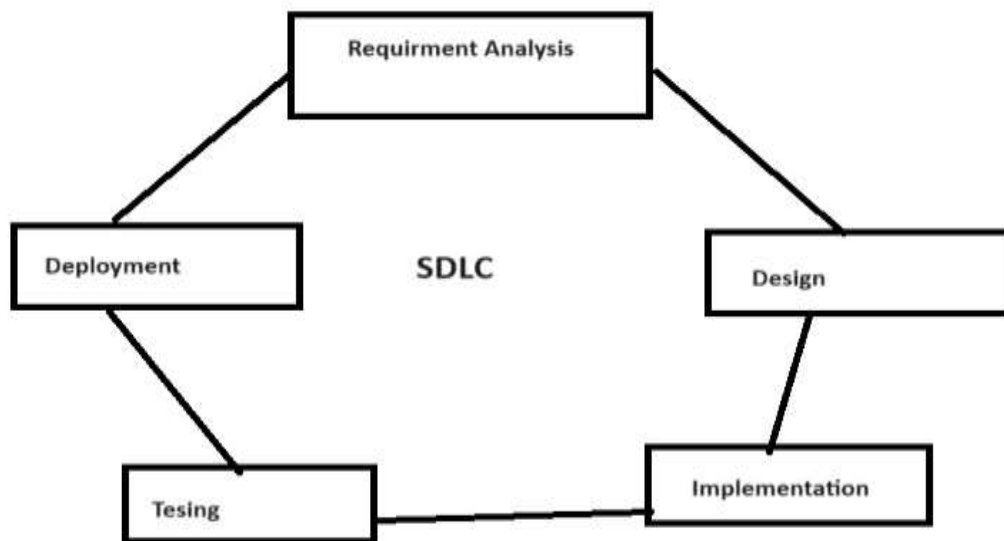 Requirment Analysis
Deployment
SDLC
Design
Tesing
Implementation